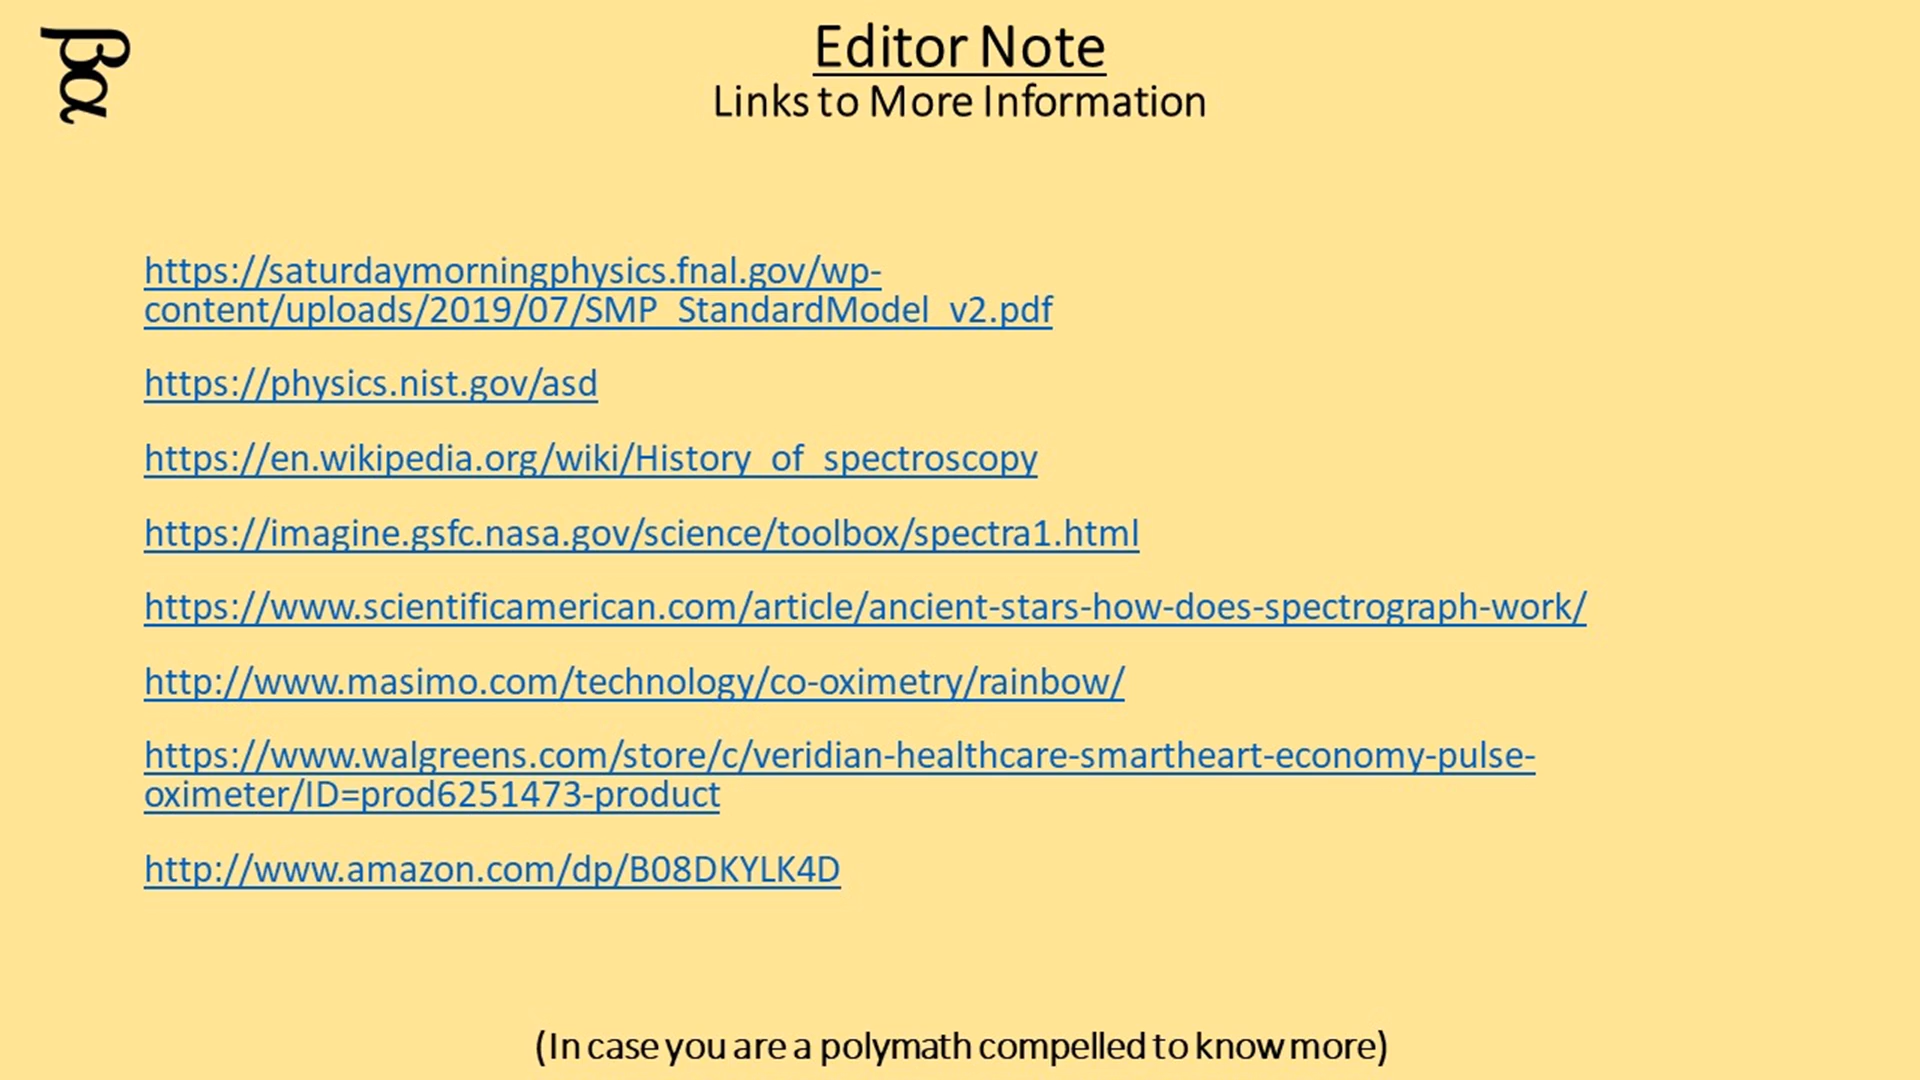 βα
Editor Note
Links to More Information
https://saturdaymorningphysics.fnal.gov/wp-
content/uploads/2019/07/SMP_StandardModel_v2.pdf
https://physics.nist.gov/asd
https://en.wikipedia.org/wiki/History_of_spectroscopy
https://imagine.gsfc.nasa.gov/science/toolbox/spectra1.html
https://www.scientificamerican.com/article/ancient-stars-how-does-spectrograph-work/
http://www.masimo.com/technology/co-oximetry/rainbow/
https://www.walgreens.com/store/c/veridian-healthcare-smartheart-economy-pulse-
oximeter/ID=prod6251473-product
http://www.amazon.com/dp/B08DKYLK4D
(In case you are a polymath compelled to know more)